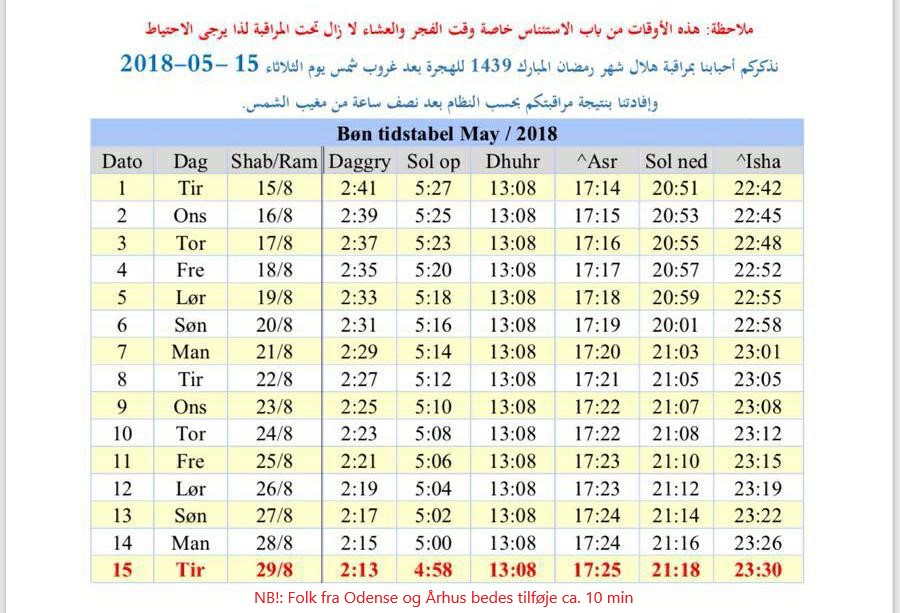 ملاحظة: هذه الأوقات من باب الاستئناس خاصة وقت الفجر والعشاء لا زال تحت المراقبة لذا يرجى الاحتياط
نذكركم أحبابنا بمراقبة هلال شهر رمضان المبارك 1439 للهجرة بعد غروب شمس يوم الثلاثاء 15 -05-2018
وإفادتنا بنتيجة مراقبتكم بحسب النظام بعد نصف ساعة من مغيب الشمس.
Bøn tidstabel May / 2018
Dato Dag Shab/Ram Daggry Sol op Dhuhr ^Asr Sol ned ^Isha
1 Tir 15/8 2:41 5:27 13:08 17:14 20:51 22:42
2 Ons 16/8 2:39 5:25 13:08 17:15 20:53 22:45
3 Tor 17/8 2:37 5:23 13:08 17:16 20:55 22:48
4 Fre 18/8 2:35 5:20 13:08 17:17 20:57 22:52
5 Lør 19/8 2:33 5:18 13:08 17:18 20:59 22:55
6 Søn 20/8 2:31 5:16 13:08 17:19 20:01 22:58
7 Man 21/8 2:29 5:14 13:08 17:20 21:03 23:01
8 Tir 22/8 2:27 5:12 13:08 17:21 21:05 23:05
9 Ons 23/8 2:25 5:10 13:08 17:22 21:07 23:08
10 Tor 24/8 2:23 5:08 13:08 17:22 21:08 23:12
11 Fre 25/8 2:21 5:06 13:08 17:23 21:10 23:15
12 Lør 26/8 2:19 5:04 13:08 17:23 21:12 23:19
13 Søn 27/8 2:17 5:02 13:08 17:24 21:14 23:22
14 Man 28/8 2:15 5:00 13:08 17:24 21:16 23:26
15 Tir 29/8 2:13 4:58 13:08 17:25 21:18 23:30
NB!: Folk fra Odense og Århus bedes tilføje ca. 10 min